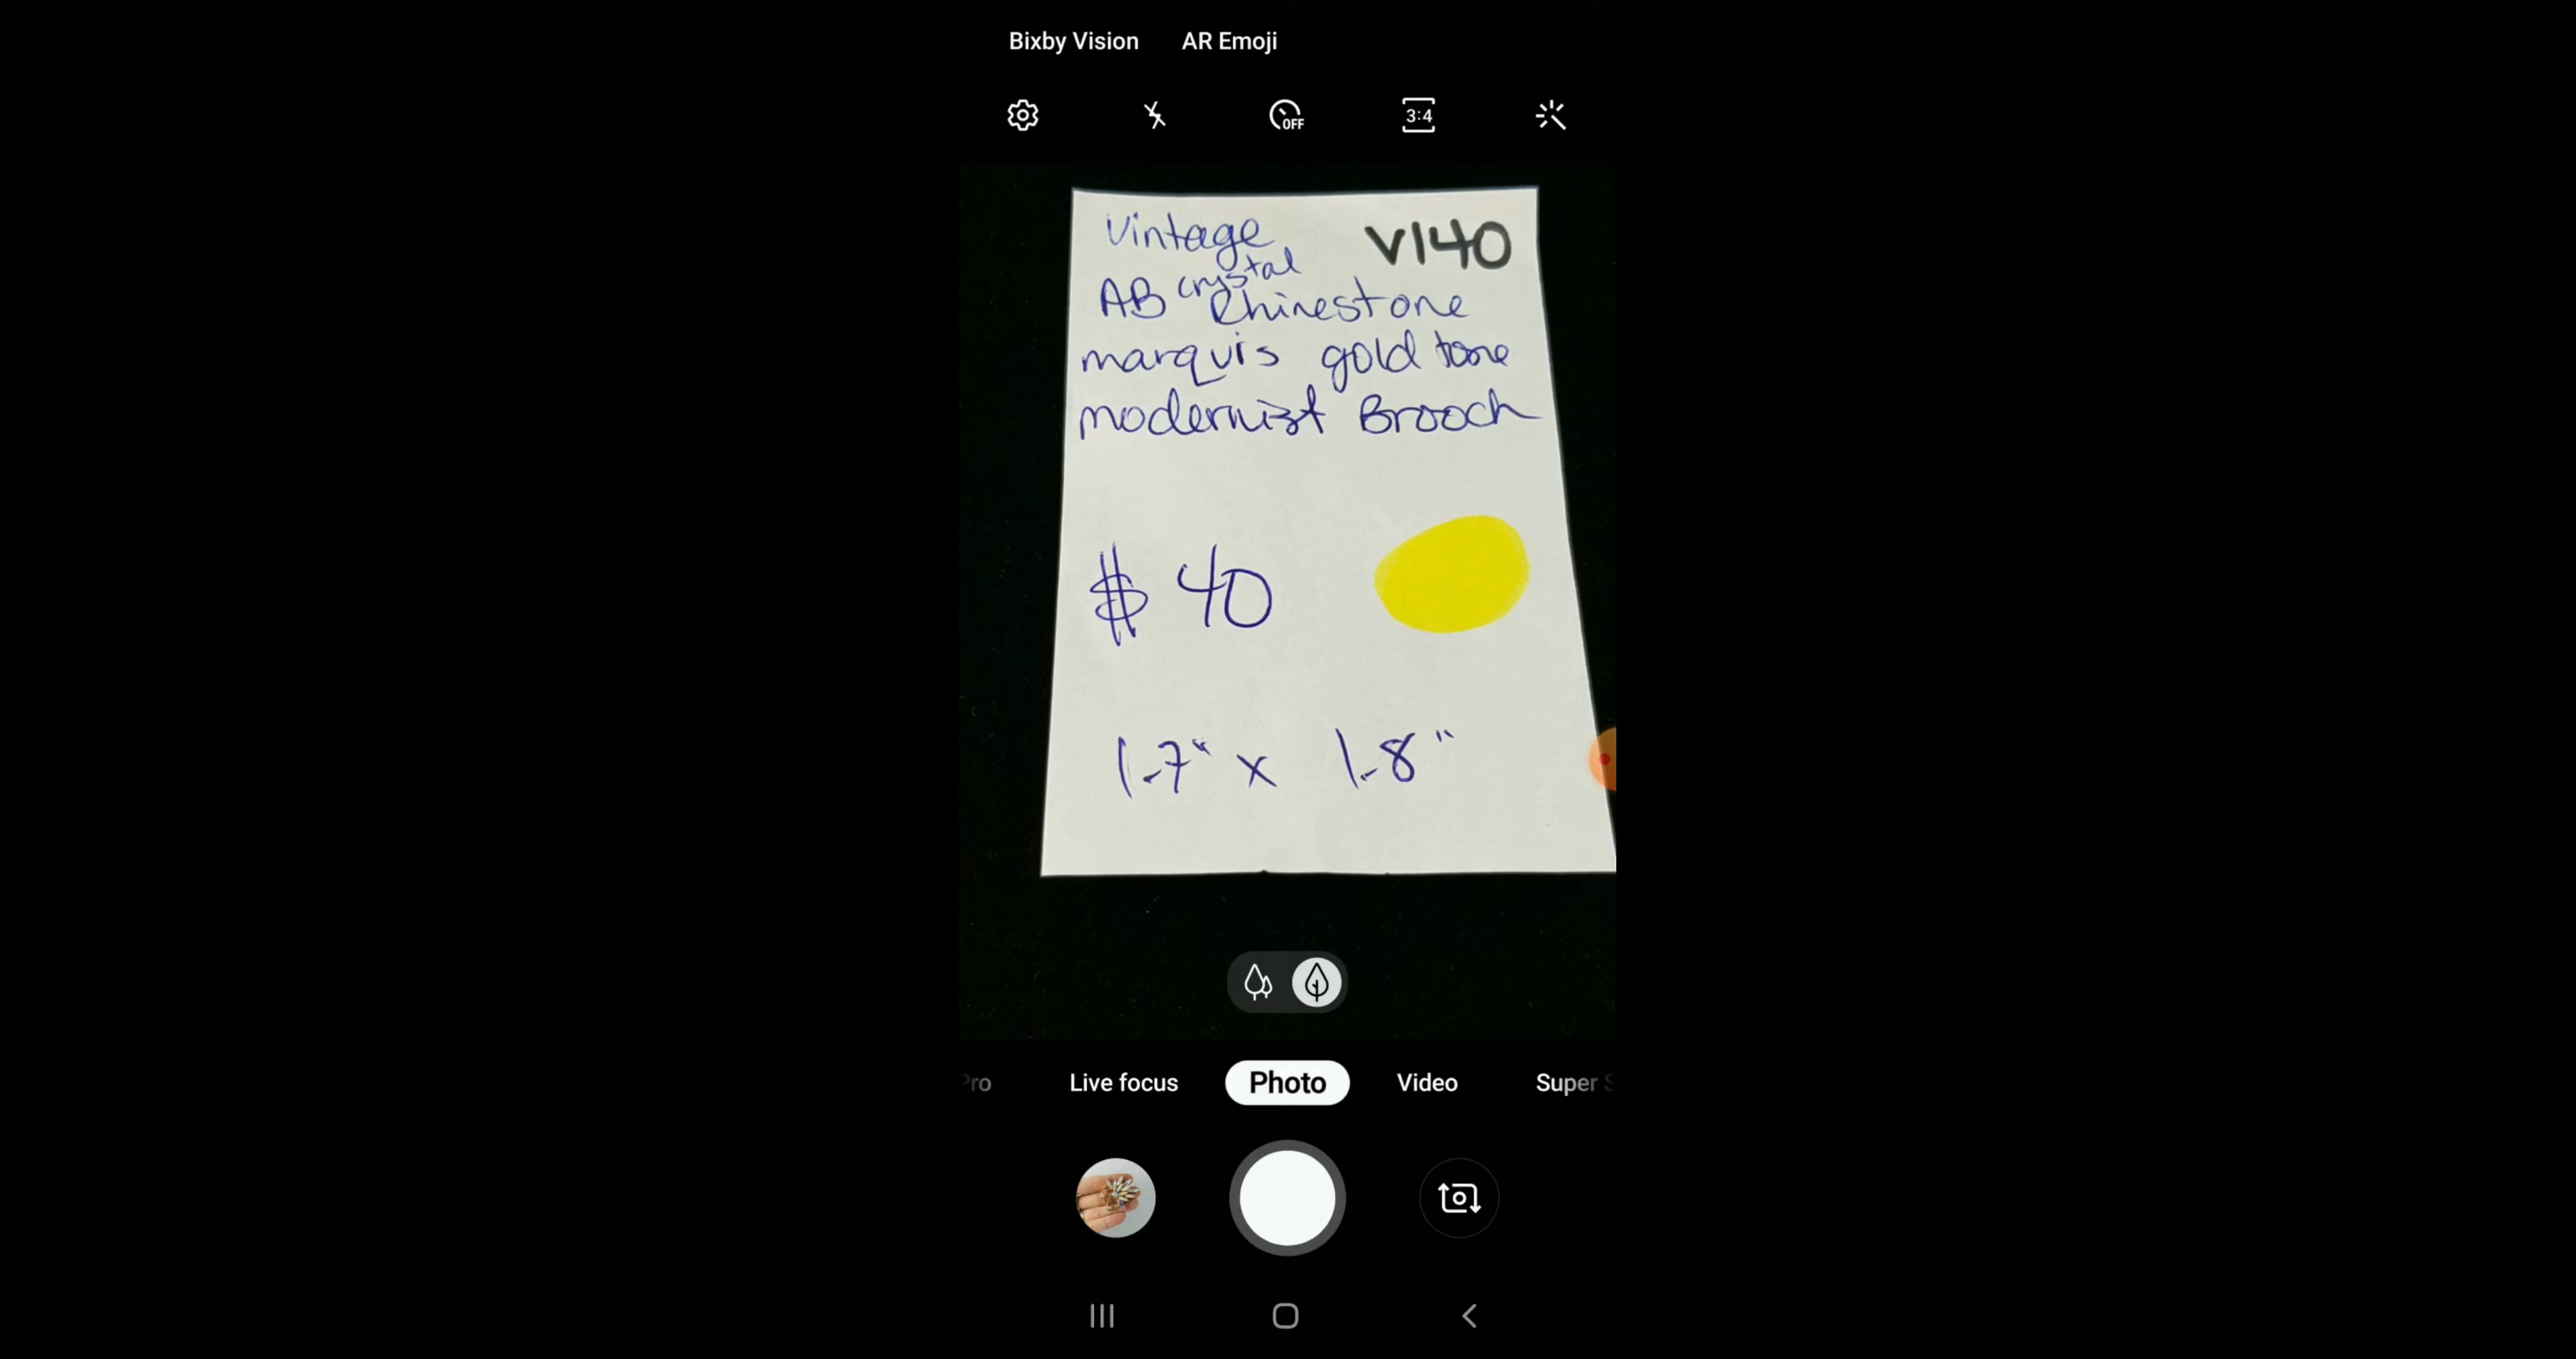 Bixby Vision AR Emoji
OFF 3:4
Vintage V140
AB crystal Rhinestone
marquis gold tone
modernist Brooch
$ 40
1.7" x 1.8"
Pro Live focus Photo Video Super S